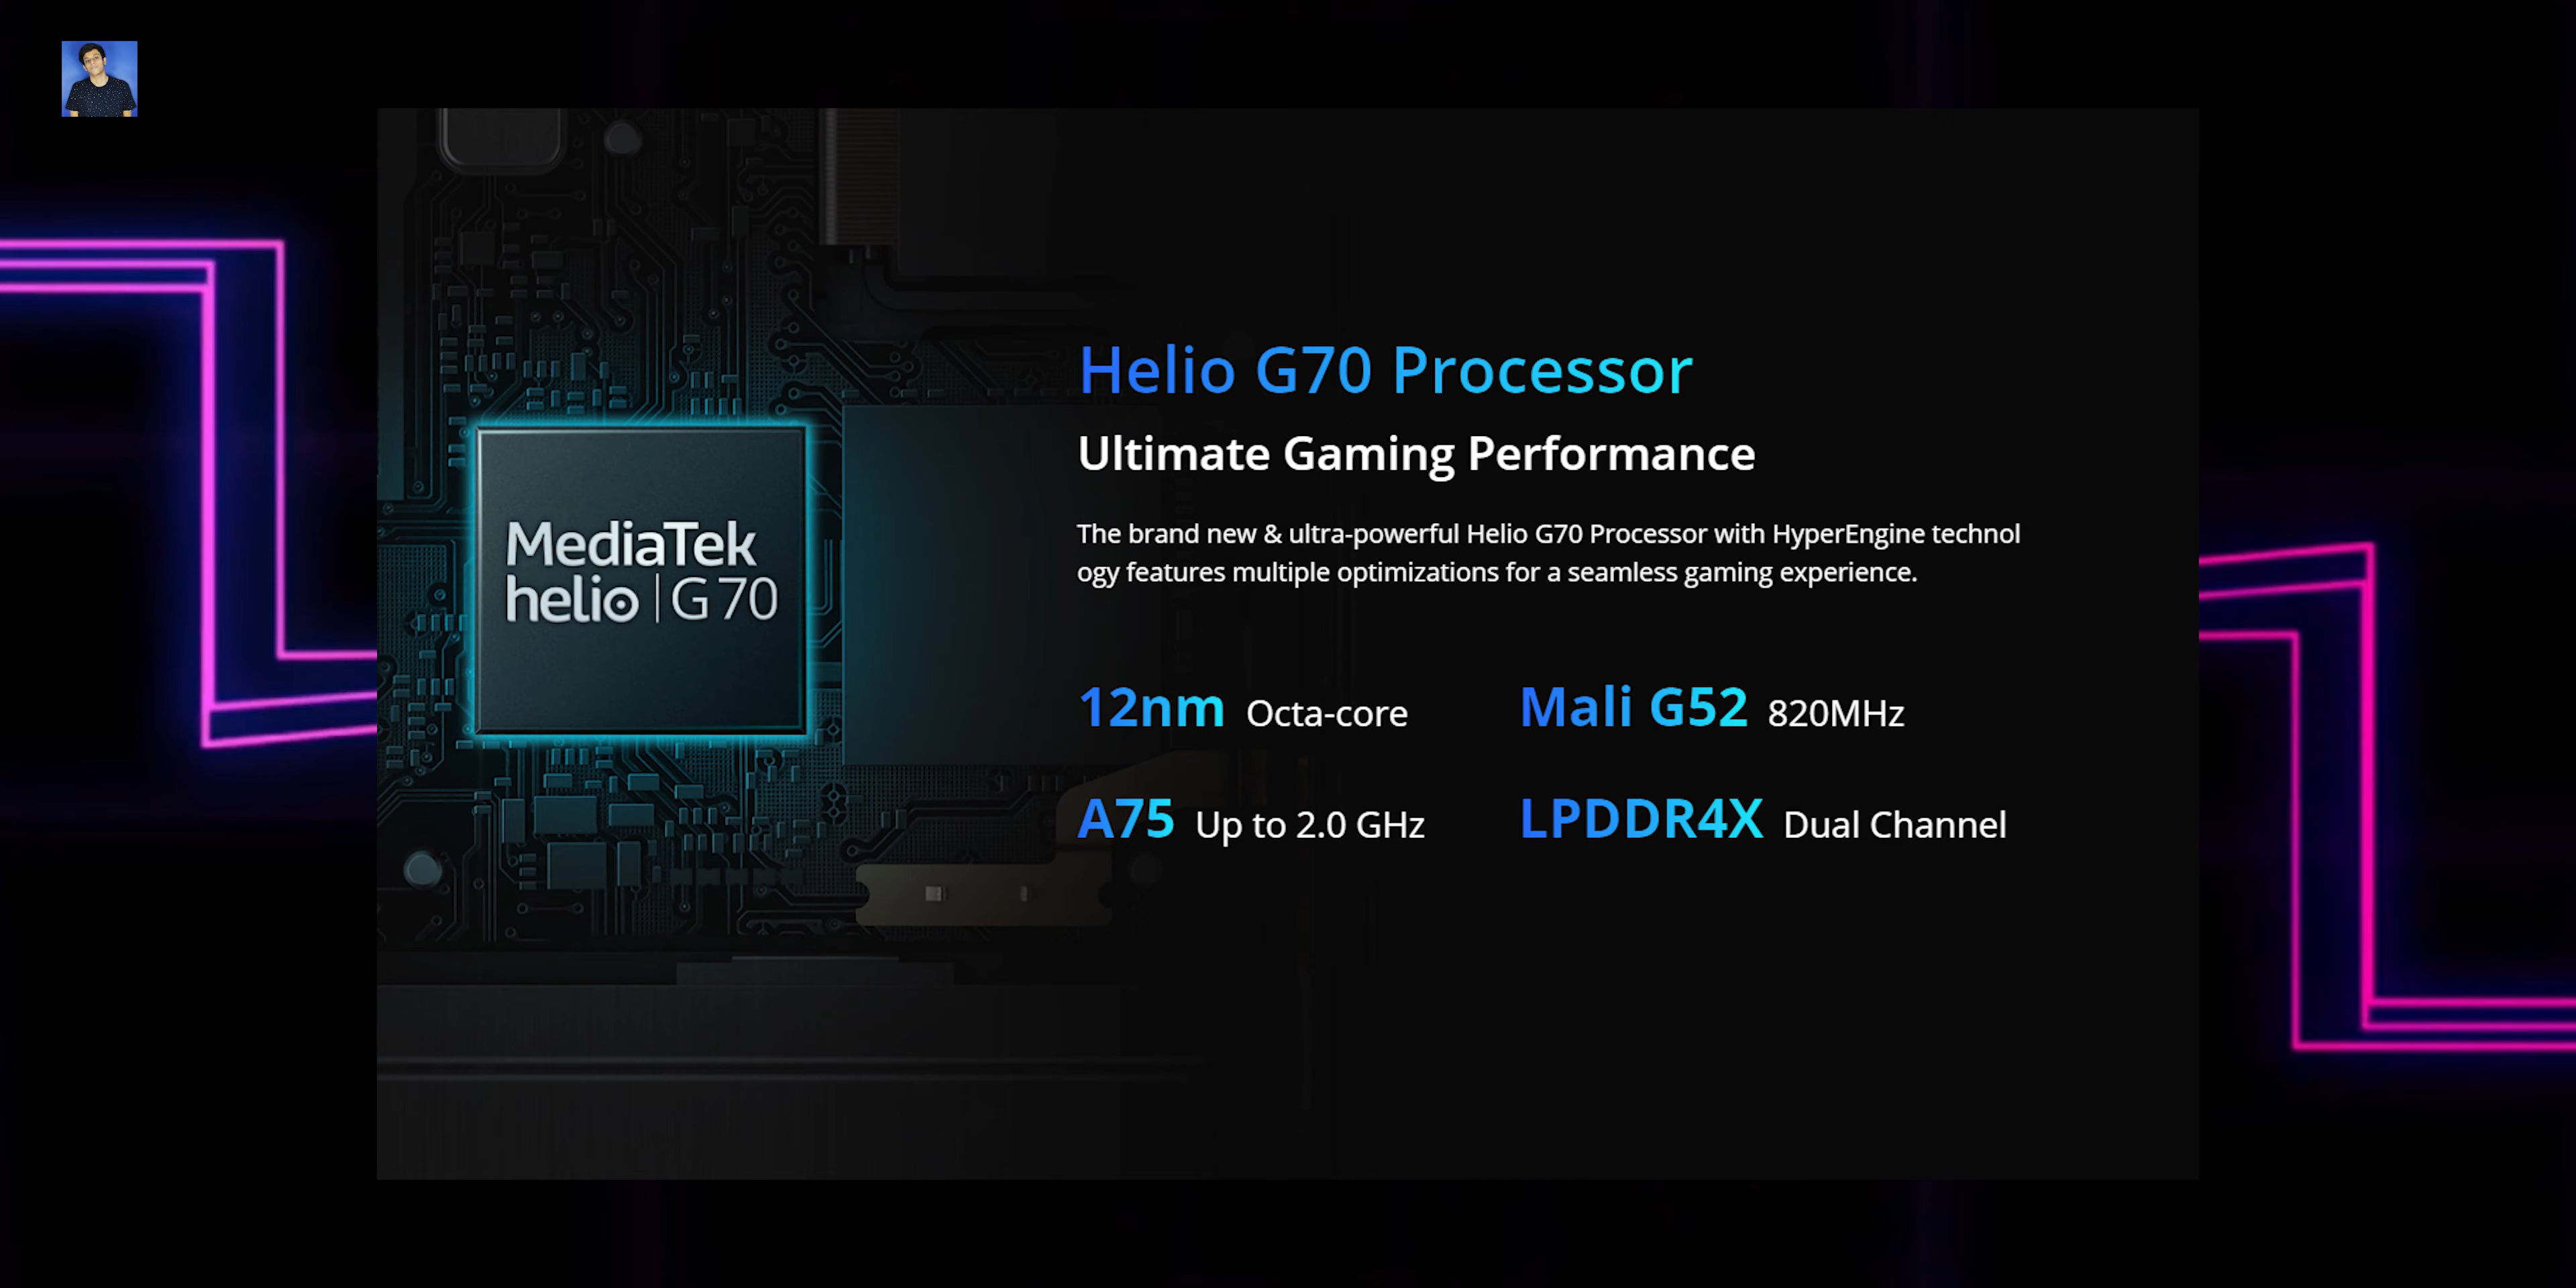 MediaTek
helio | G70
Helio G70 Processor
Ultimate Gaming Performance
The brand new & ultra-powerful Helio G70 Processor with HyperEngine technol
ogy features multiple optimizations for a seamless gaming experience.
12nm Octa-core
Mali G52 820MHz
A75 Up to 2.0 GHz
LPDDR4X Dual Channel